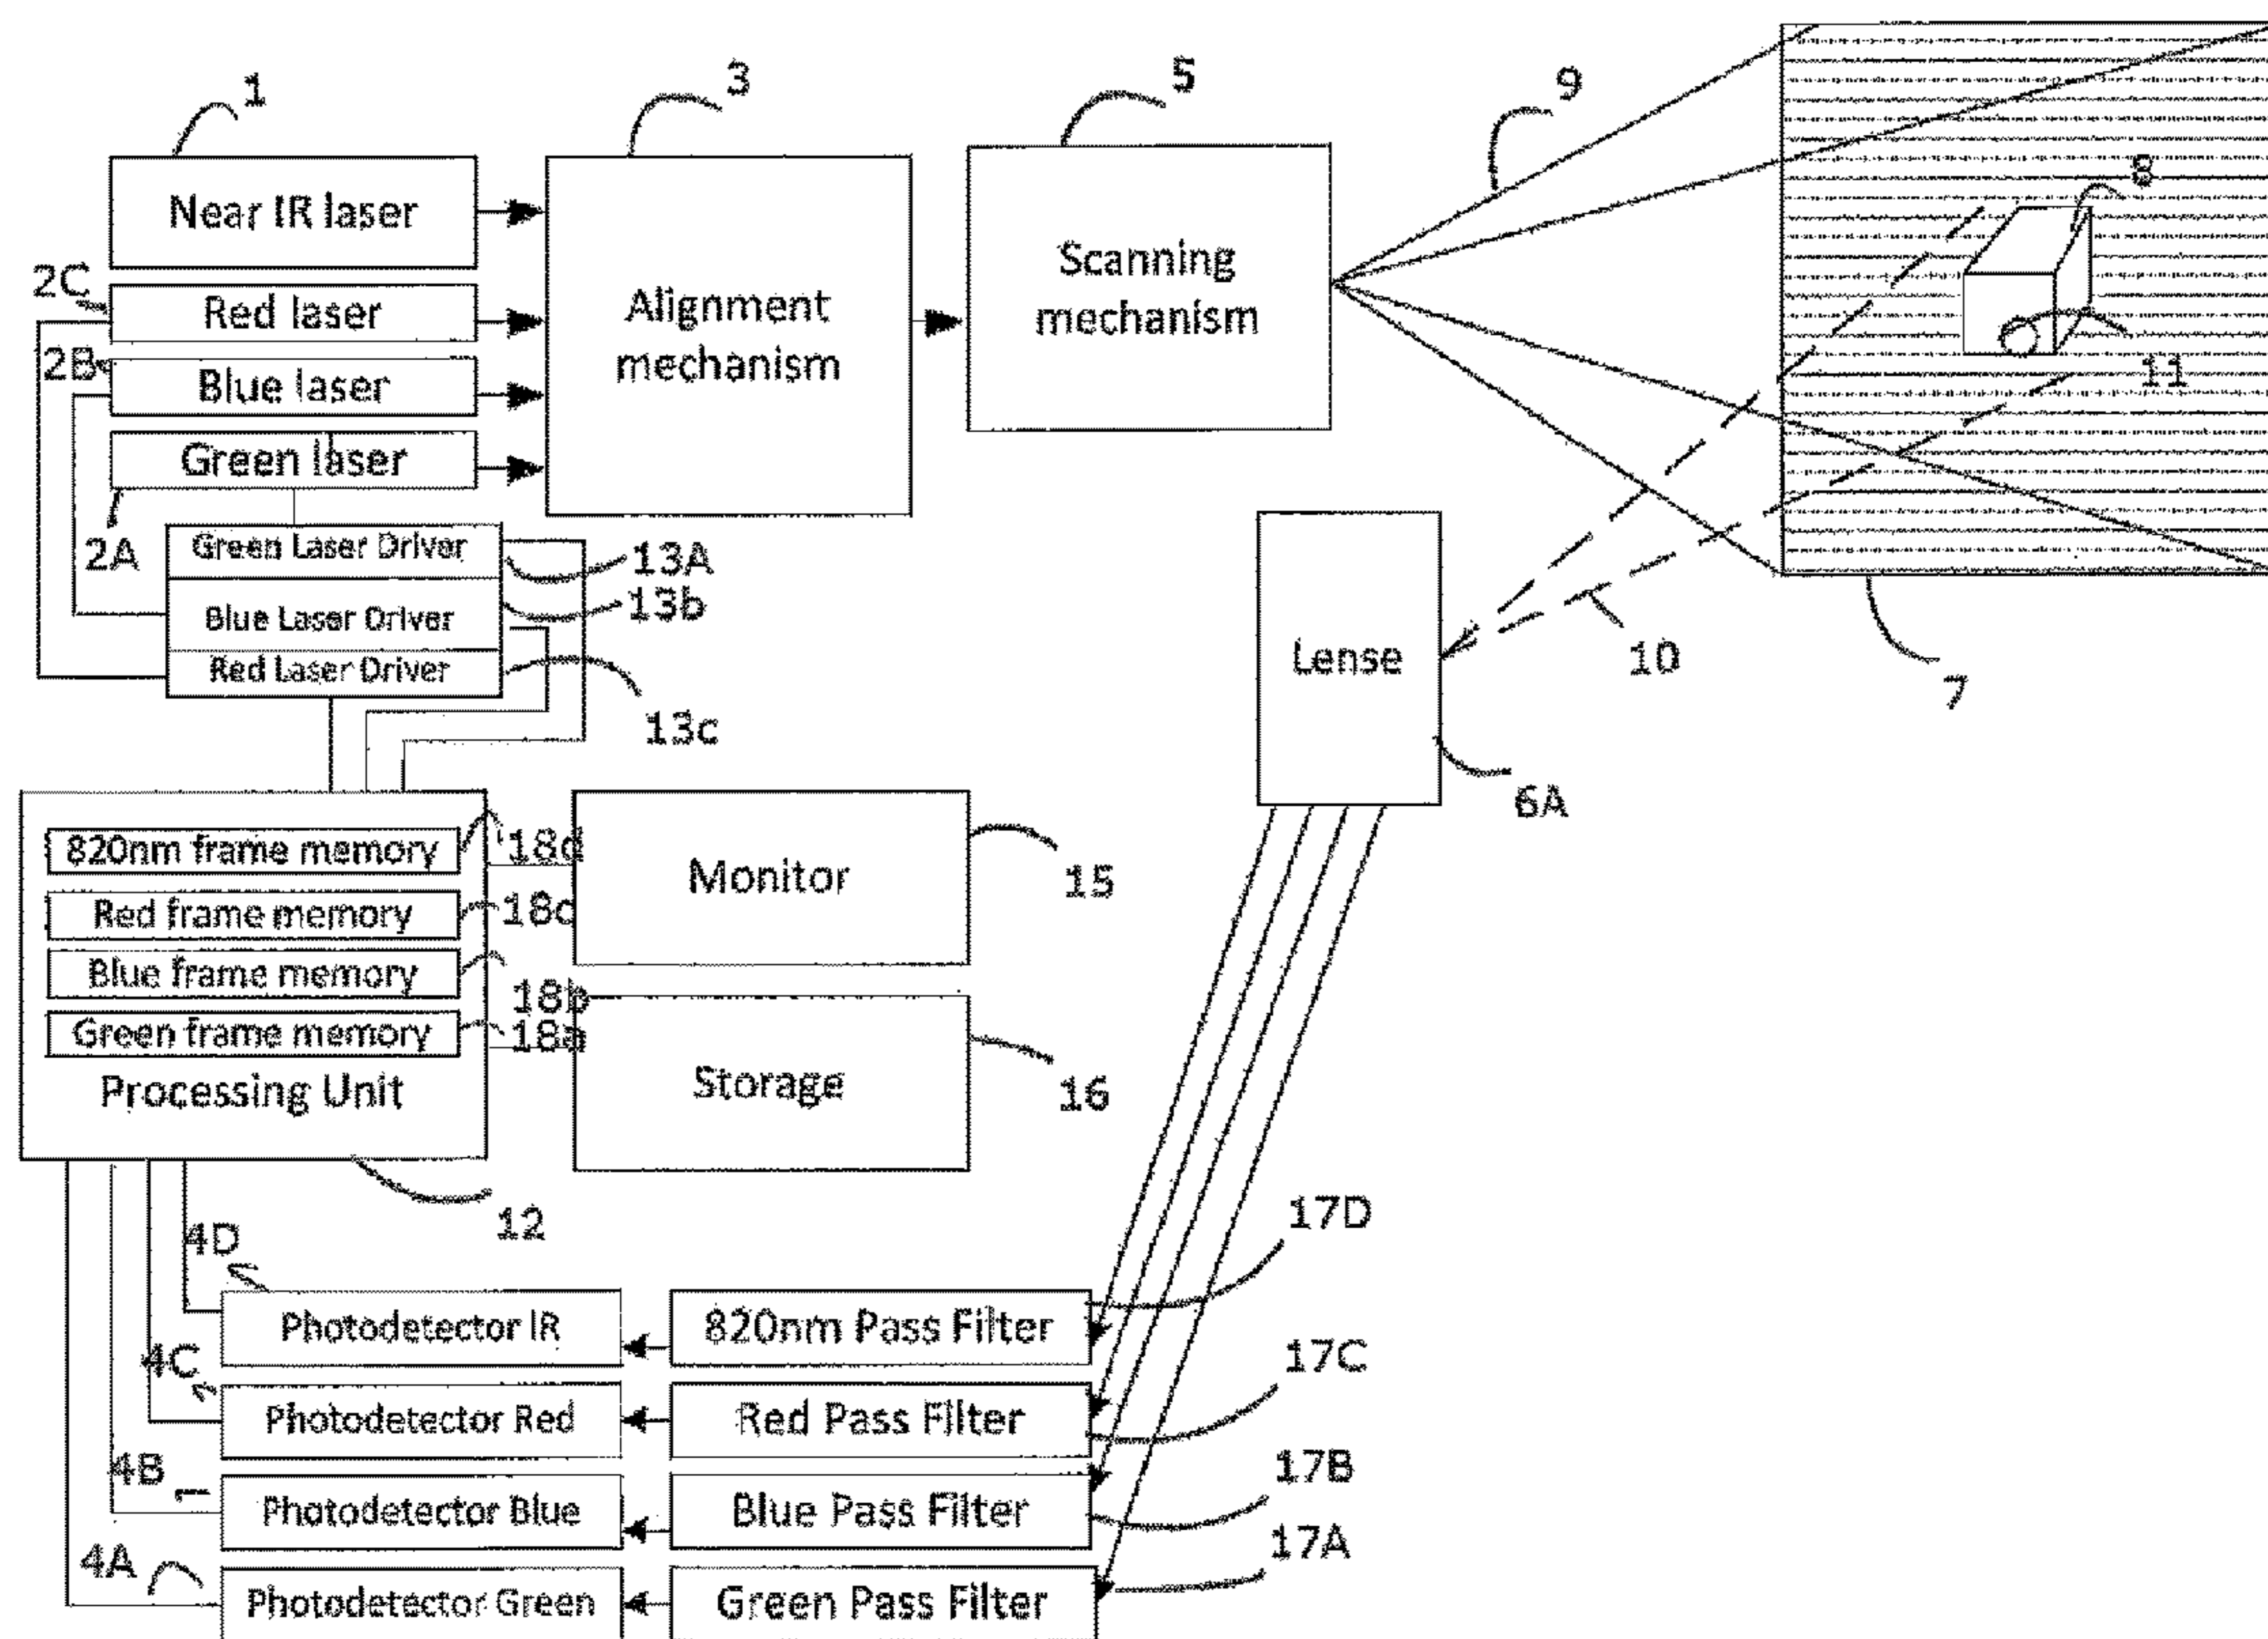 1
3
5
9
Near IR laser
8
2C
Red laser
Alignment
mechanism
Scanning
mechanism
2B
Blue laser
11
Green laser
2A
Green Laser Driver
13A
Blue Laser Driver
13b
Red Laser Driver
13c
Lense
10
7
6A
820nm frame memory
18d
Monitor
15
Red frame memory
18c
Blue frame memory
18b
Green frame memory
18a
Processing Unit
Storage
16
12
4D
17D
Photodetector IR
820nm Pass Filter
4C
17C
Photodetector Red
Red Pass Filter
4B
17B
Photodetector Blue
Blue Pass Filter
4A
17A
Photodetector Green
Green Pass Filter